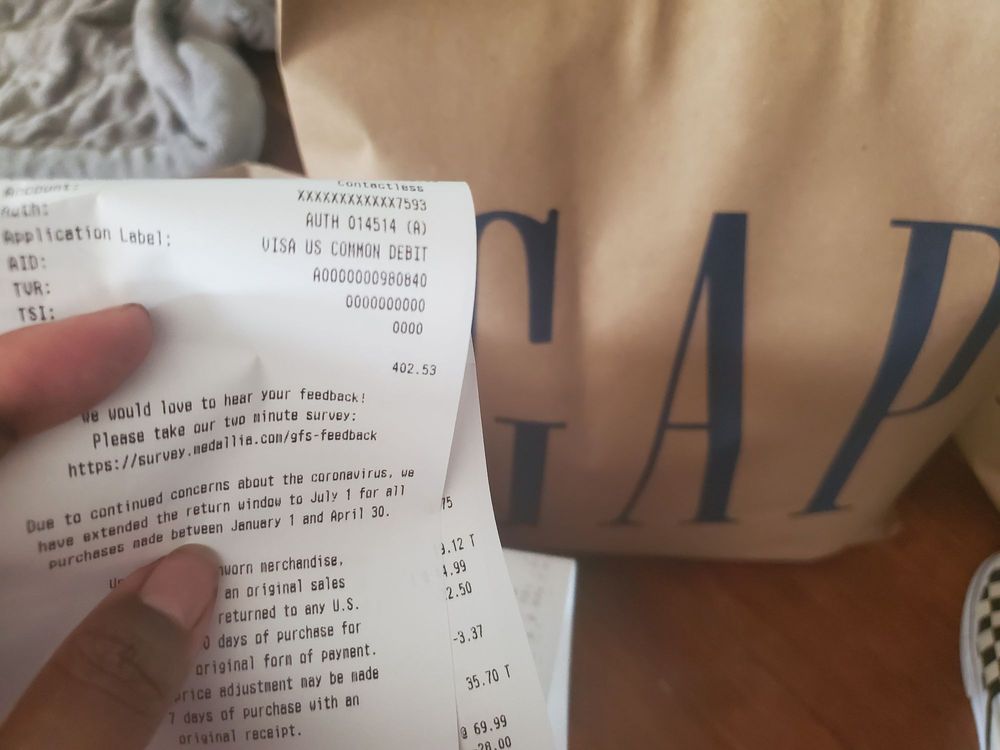 Account:
Contactless
XXXXXXXXXXXX7593
Auth:
AUTH 014514 (A)
Application Label:
VISA US COMMON DEBIT
AID:
A0000000980840
TVR:
0000000000
TSI:
0000
402.53
We would love to hear your feedback!
Please take our two minute survey:
https://survey.medallia.com/gfs-feedback
Due to continued concerns about the coronavirus, we
have extended the return window to July 1 for all
purchases made between January 1 and April 30.
merchandise,
an original sales
returned to any U.S.
days of purchase for
original form of payment.
price adjustment may be made
7 days of purchase with an
original receipt.
75
.12 T
.99
2.50
-3.37
35.70 T
@ 69.99
-28.00
GAP